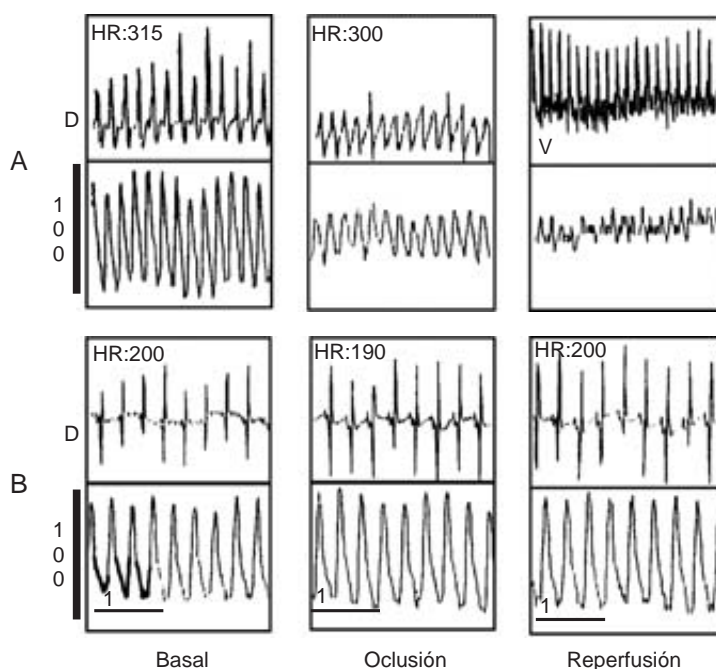 HR:315
HR:300
D
V
A
1
0
0
HR:200
HR:190
HR:200
D
B
1
0
0
1
1
1
Basal
Oclusión
Reperfusión